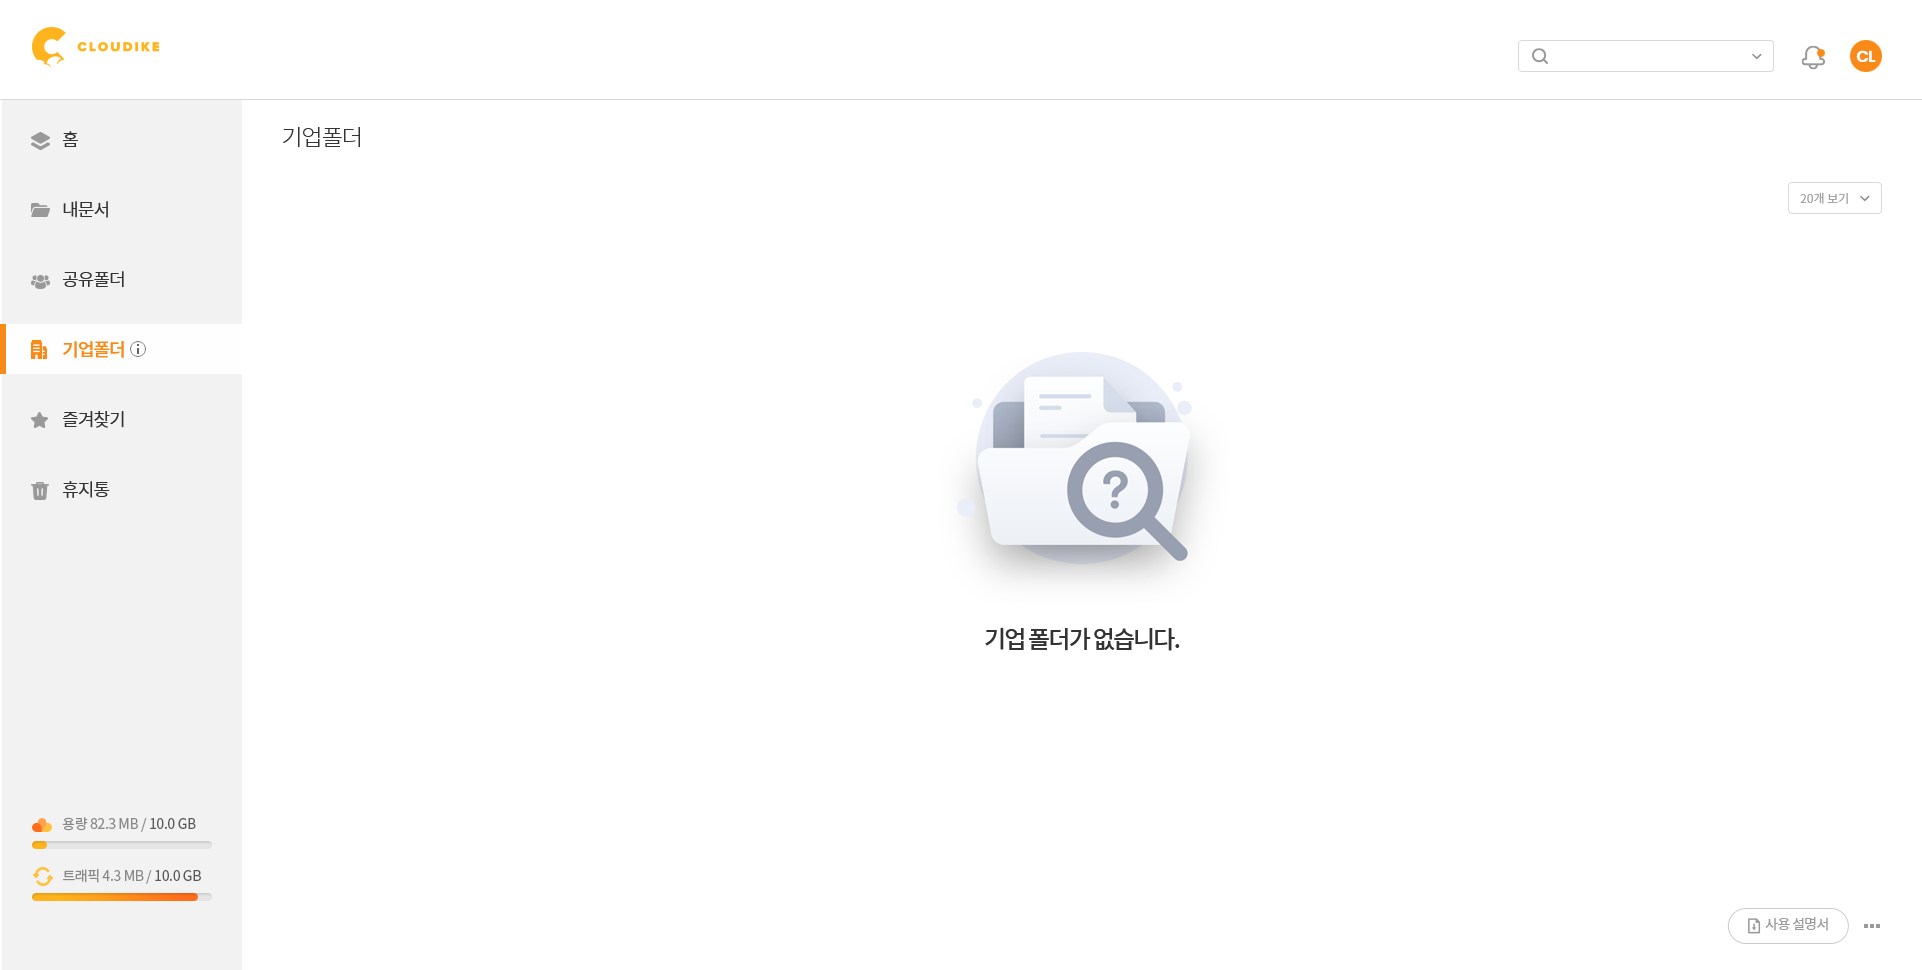 CLOUDIKE
CL
홈
내문서
공유폴더
기업폴더
즐겨찾기
휴지통
용량 82.3 MB / 10.0 GB
트래픽 4.3 MB / 10.0 GB
기업폴더
20개 보기
?
기업 폴더가 없습니다.
사용 설명서